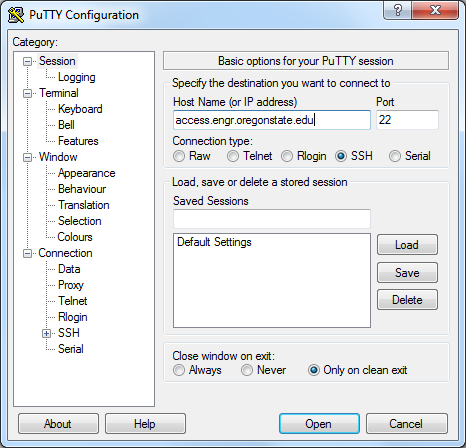 PuTTY Configuration
Category:
Session
Logging
Terminal
Keyboard
Bell
Features
Window
Appearance
Behaviour
Translation
Selection
Colours
Connection
Data
Proxy
Telnet
Rlogin
SSH
Serial
Basic options for your PuTTY session
Specify the destination you want to connect to
Host Name (or IP address) Port
access.engr.oregonstate.edu 22
Connection type:
Raw Telnet Rlogin SSH Serial
Load, save or delete a stored session
Saved Sessions
Default Settings
Load
Save
Delete
Close window on exit:
Always Never Only on clean exit
About Help Open Cancel